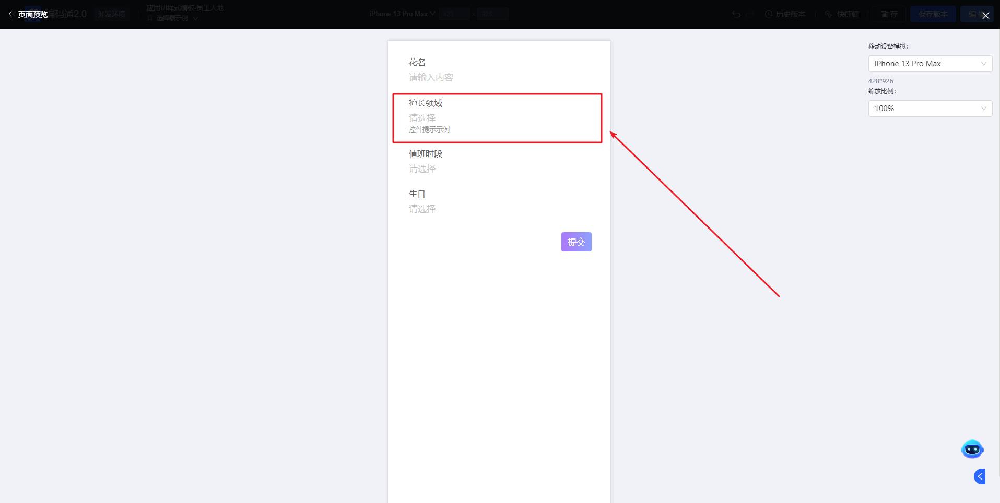 页面预览
编码通2.0
开发环境
应用UI样式模板-员工天地
选择器示例
iPhone 13 Pro Max
428 x 926
历史版本
快捷键
暂 存
保存版本
花名
请输入内容
擅长领域
请选择
控件提示示例
值班时段
请选择
生日
请选择
提交
移动设备模拟:
iPhone 13 Pro Max
428*926
缩放比例:
100%